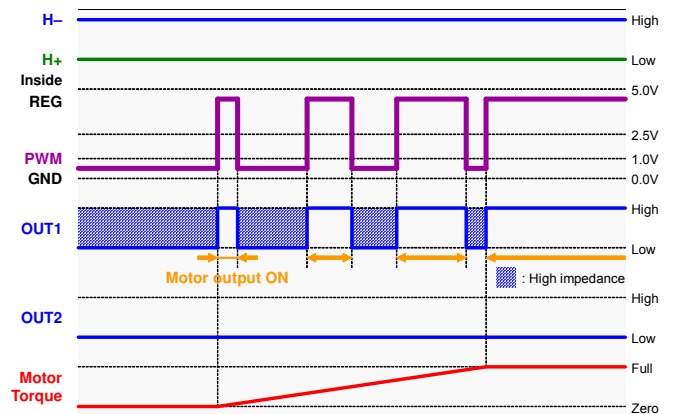 H–
High
H+
Low
Inside
REG
5.0V
2.5V
PWM
1.0V
GND
0.0V
High
OUT1
Low
Motor output ON
: High impedance
High
OUT2
Low
Full
Motor
Torque
Zero